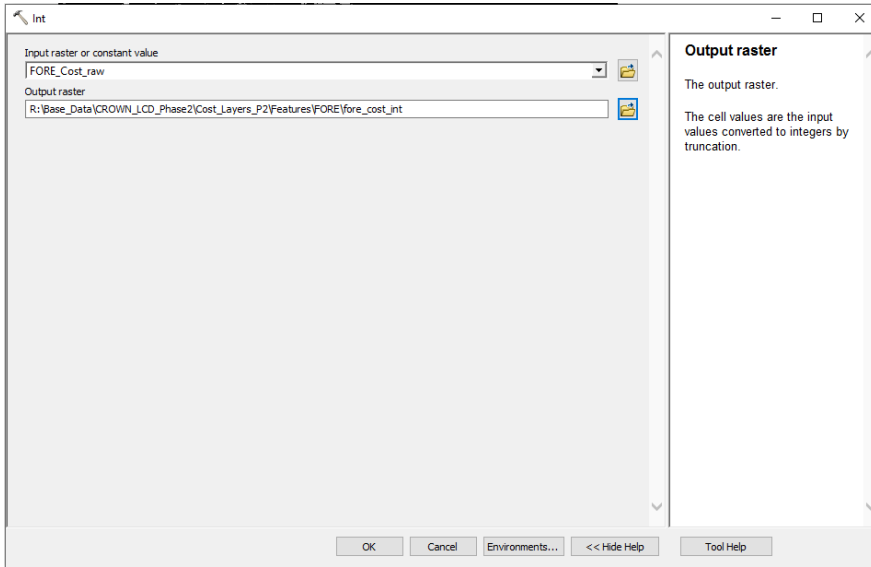 Int
Input raster or constant value
FORE_Cost_raw
Output raster
R:\Base_Data\CROWN_LCD_Phase2\Cost_Layers_P2\Features\FORE\fore_cost_int
Output raster
The output raster.
The cell values are the input
values converted to integers by
truncation.
OK
Cancel
Environments...
<< Hide Help
Tool Help